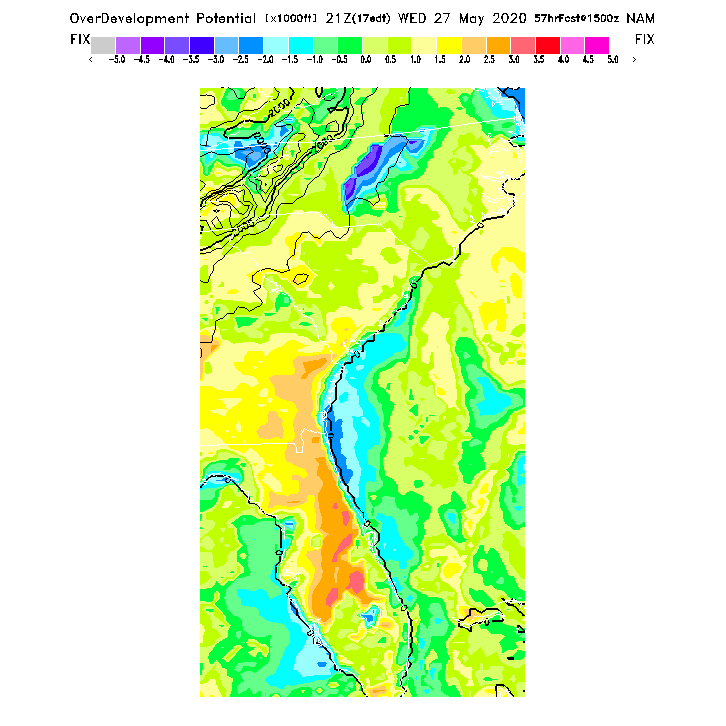 OverDevelopment Potential [x1000ft] 21Z(17edt) WED 27 May 2020 57hrFcst@1500z NAM
FIX FIX
< -5.0 -4.5 -4.0 -3.5 -3.0 -2.5 -2.0 -1.5 -1.0 -0.5 0.0 0.5 1.0 1.5 2.0 2.5 3.0 3.5 4.0 4.5 5.0 >
2000